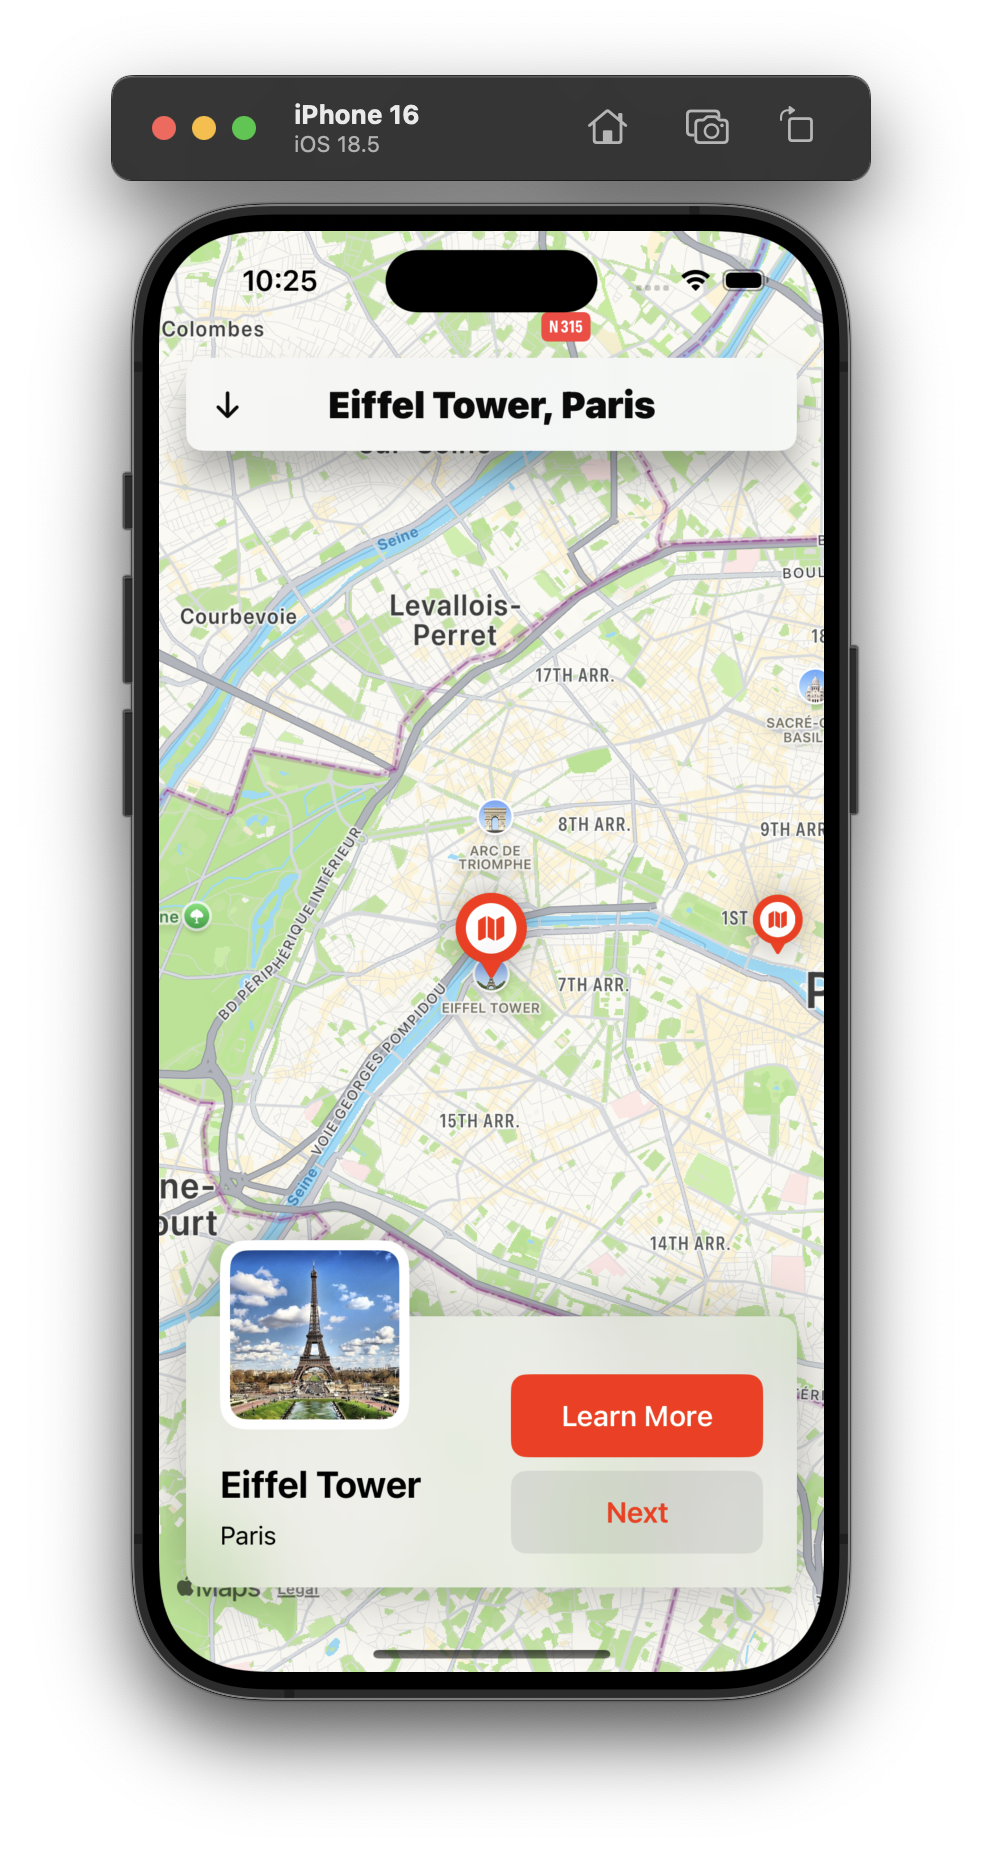 iPhone 16
iOS 18.5
10:25
N 315
Colombes
Eiffel Tower, Paris
Seine
BOUL
Courbevoie
Levallois-
Perret
18
17TH ARR.
SACRÉ-C
BASIL
8TH ARR.
9TH ARR
ARC DE
TRIOMPHE
BD PÉRIPHÉRIQUE INTÉRIEUR
ne
1ST
P
7TH ARR.
EIFFEL TOWER
VOIE GEORGES POMPIDOU
15TH ARR.
Seine
ne-
ourt
14TH ARR.
Learn More
Eiffel Tower
Next
Paris
Maps Legal